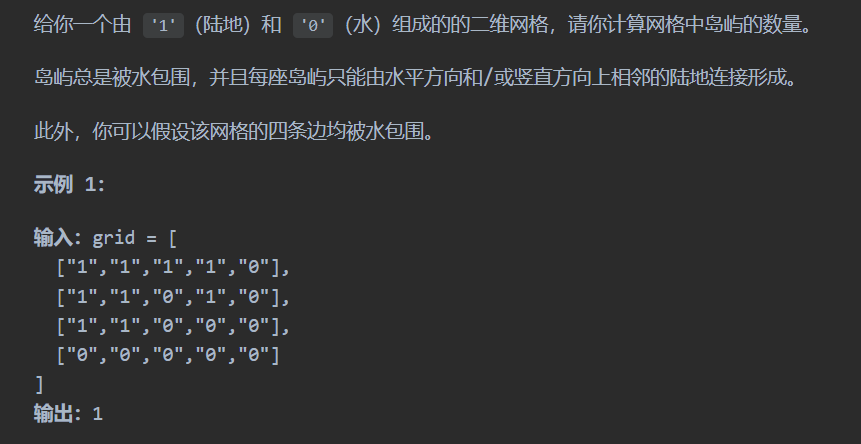 给你一个由 '1'（陆地）和 '0'（水）组成的的二维网格，请你计算网格中岛屿的数量。
岛屿总是被水包围，并且每座岛屿只能由水平方向和/或竖直方向上相邻的陆地连接形成。
此外，你可以假设该网格的四条边均被水包围。
示例 1：
输入：grid = [
["1","1","1","1","0"],
["1","1","0","1","0"],
["1","1","0","0","0"],
["0","0","0","0","0"]
]
输出：1